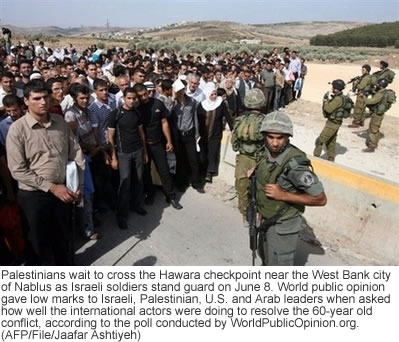 Palestinians wait to cross the Hawara checkpoint near the West Bank city
of Nablus as Israeli soldiers stand guard on June 8. World public opinion
gave low marks to Israeli, Palestinian, U.S. and Arab leaders when asked
how well the international actors were doing to resolve the 60-year old
conflict, according to the poll conducted by WorldPublicOpinion.org.
(AFP/File/Jaafar Ashtiyeh)